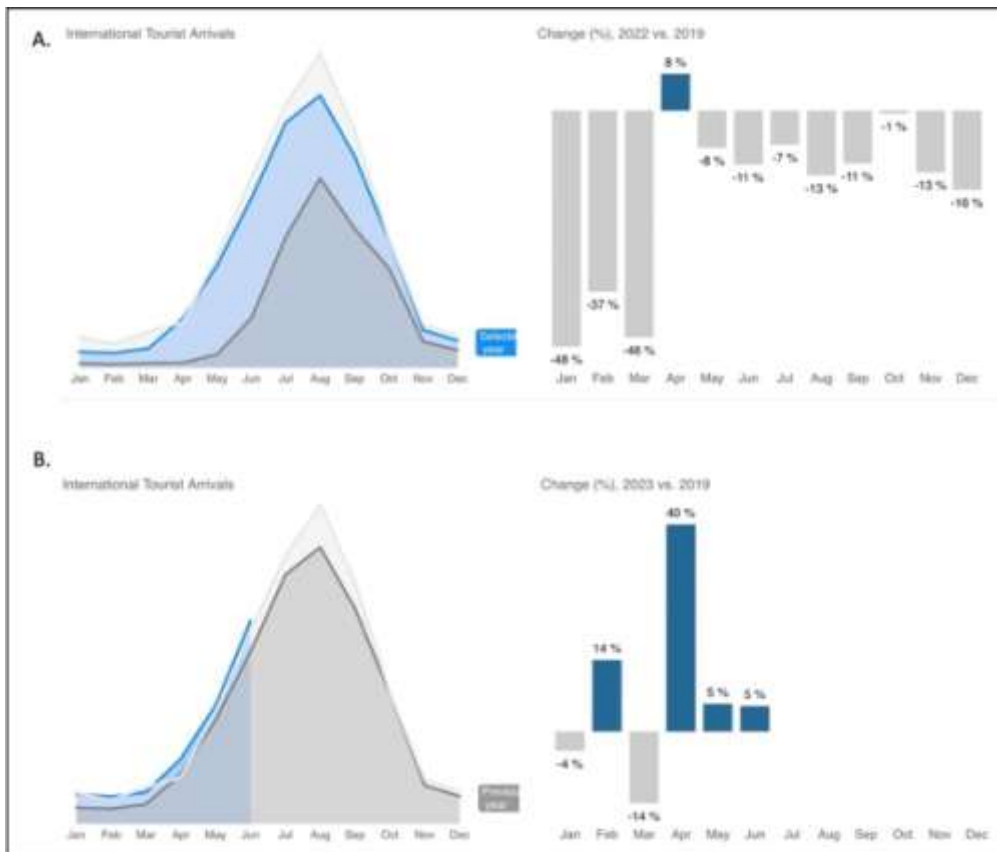 A.
International Tourist Arrivals
Selecte
year
Jan Feb Mar Apr May Jun Jul Aug Sep Oct Nov Dec
Change (%), 2022 vs. 2019
8 %
-48 %
-37 %
-46 %
-8 %
-11 %
-7 %
-13 %
-11 %
-1 %
-13 %
-16 %
Jan Feb Mar Apr May Jun Jul Aug Sep Oct Nov Dec
B.
International Tourist Arrivals
Previou
year
Jan Feb Mar Apr May Jun Jul Aug Sep Oct Nov Dec
Change (%), 2023 vs. 2019
-4 %
14 %
-14 %
40 %
5 %
5 %
Jan Feb Mar Apr May Jun Jul Aug Sep Oct Nov Dec